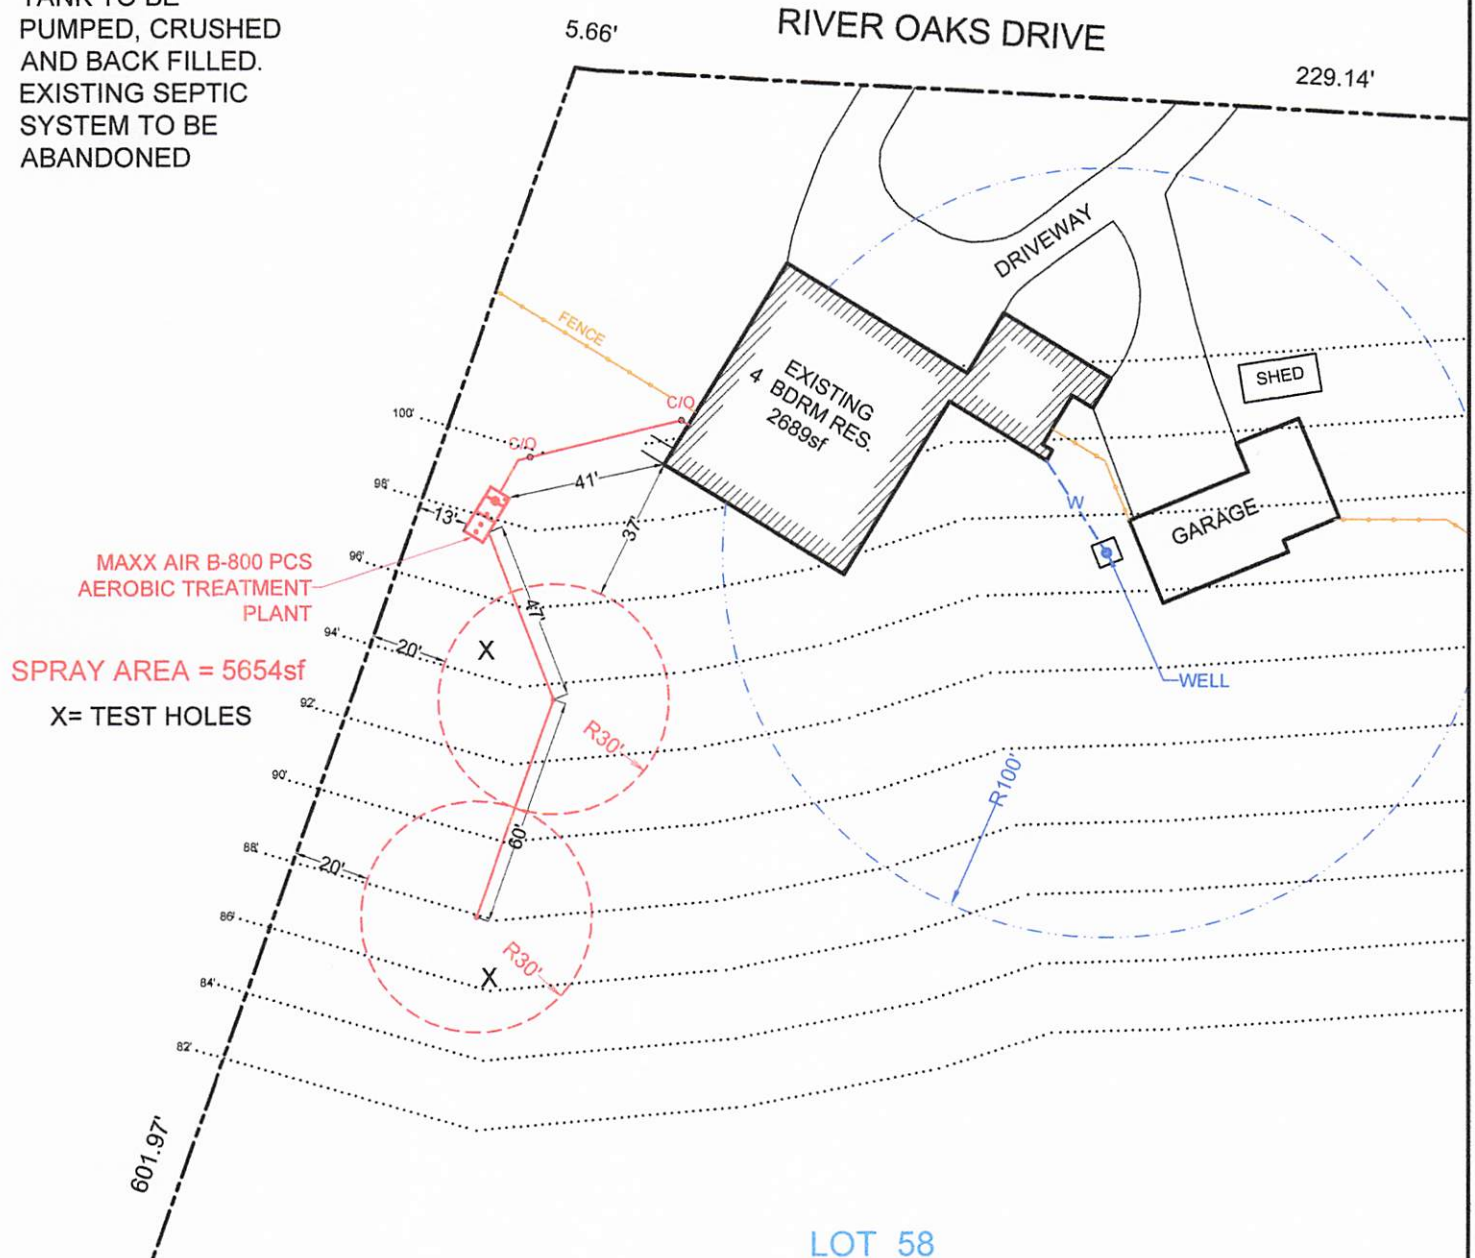 TANK TO BE
PUMPED, CRUSHED
AND BACK FILLED.
EXISTING SEPTIC
SYSTEM TO BE
ABANDONED
5.66'
RIVER OAKS DRIVE
229.14'
DRIVEWAY
FENCE
EXISTING
4 BDRM RES.
2689sf
SHED
C/O
C/O
100'
98'
41'
13'
37'
W
GARAGE
96'
MAXX AIR B-800 PCS
AEROBIC TREATMENT
PLANT
47'
94'
20'
X
SPRAY AREA = 5654sf
WELL
92'
X= TEST HOLES
R30'
90'
R100'
60'
88'
20'
86'
R30'
X
84'
82'
601.97'
LOT 58